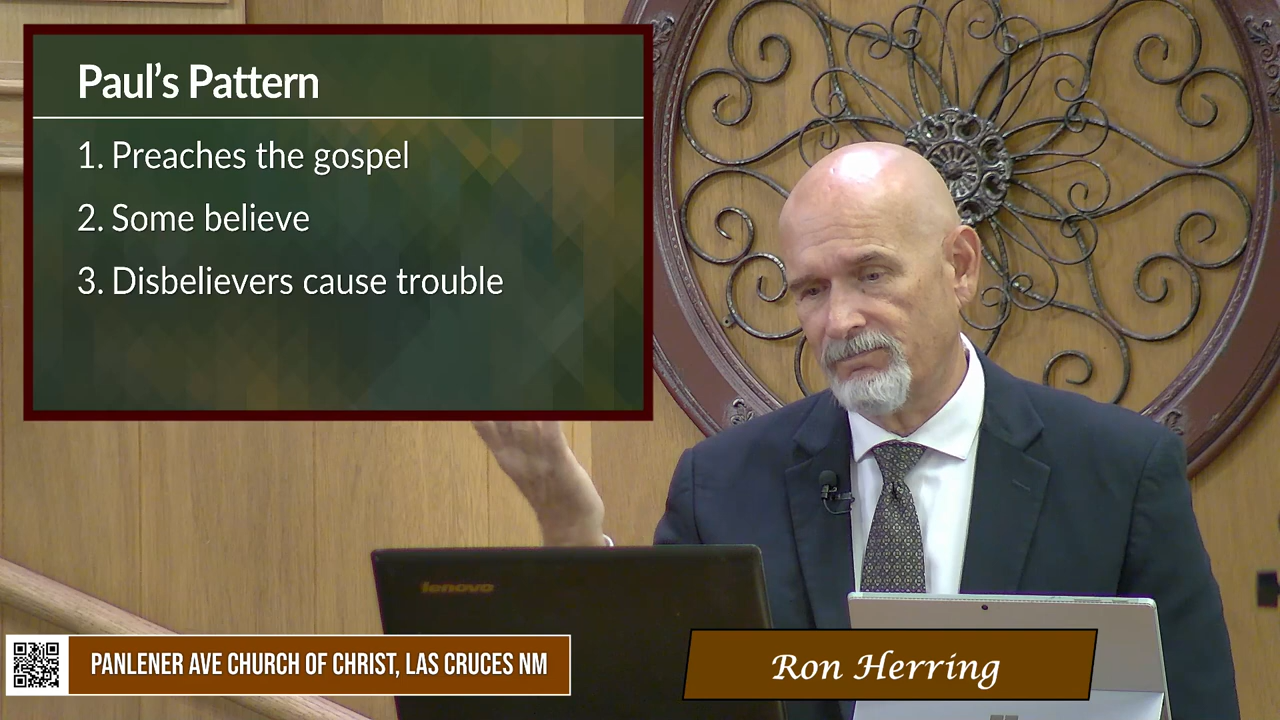 Paul's Pattern
1. Preaches the gospel
2. Some believe
3. Disbelievers cause trouble
lenovo
PANLENER AVE CHURCH OF CHRIST, LAS CRUCES NM
Ron Herring